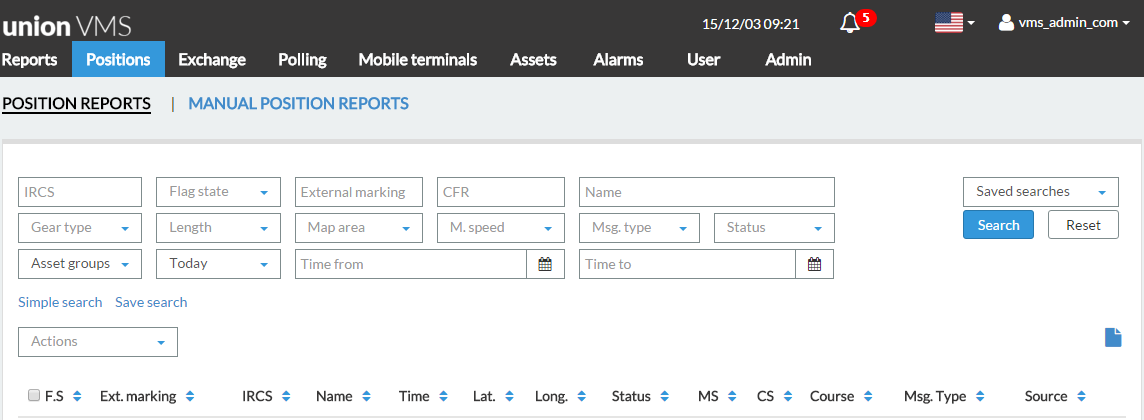 union VMS 15/12/03 09:21 5 vms_admin_com
Reports Positions Exchange Polling Mobile terminals Assets Alarms User Admin
POSITION REPORTS | MANUAL POSITION REPORTS
IRCS Flag state External marking CFR Name Saved searches
Gear type Length Map area M. speed Msg. type Status Search Reset
Asset groups Today Time from Time to
Simple search Save search
Actions
F.S Ext. marking IRCS Name Time Lat. Long. Status MS CS Course Msg. Type Source